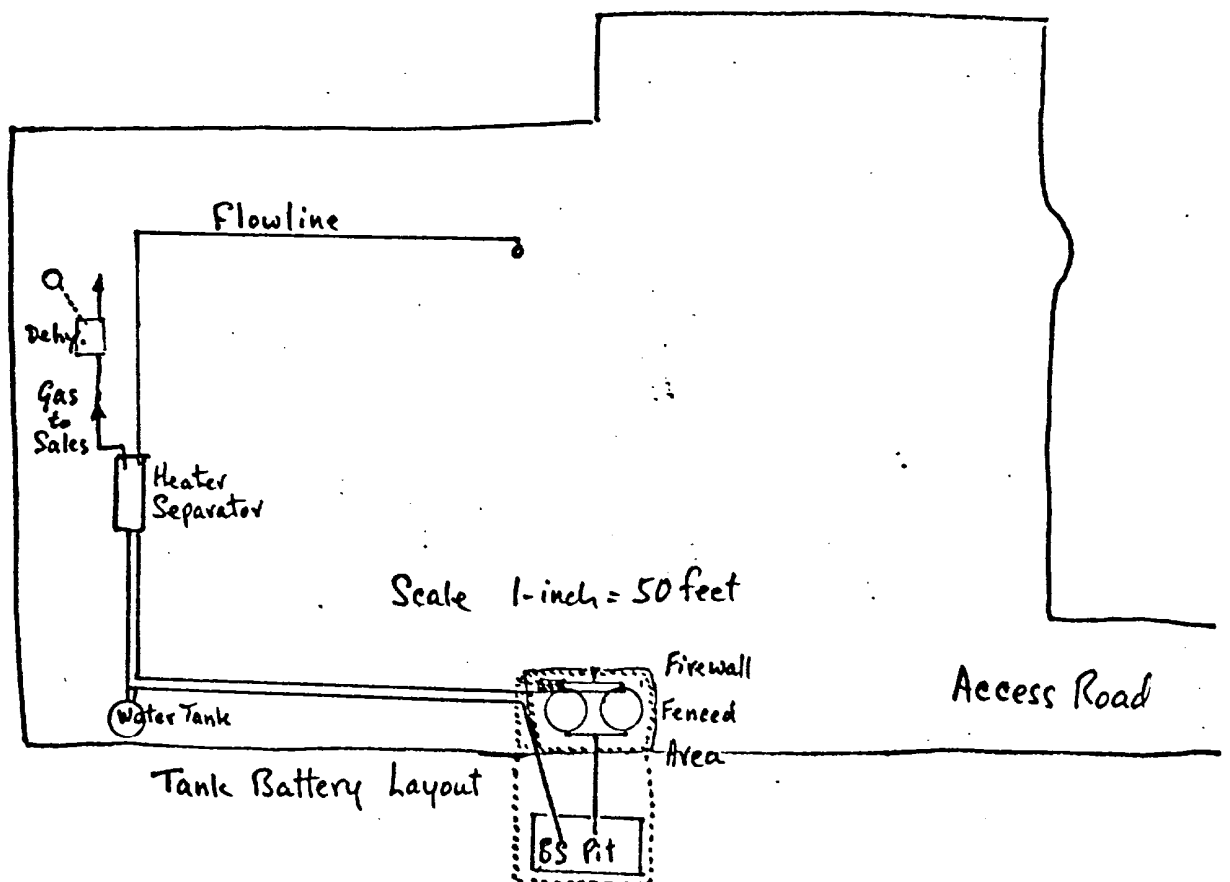 Flowline
Dehy.
Gas
to
Sales
Heater
Separator
Scale 1-inch = 50 feet
Firewall
Fenced
Area
Access Road
Water Tank
Tank Battery Layout
BS Pit